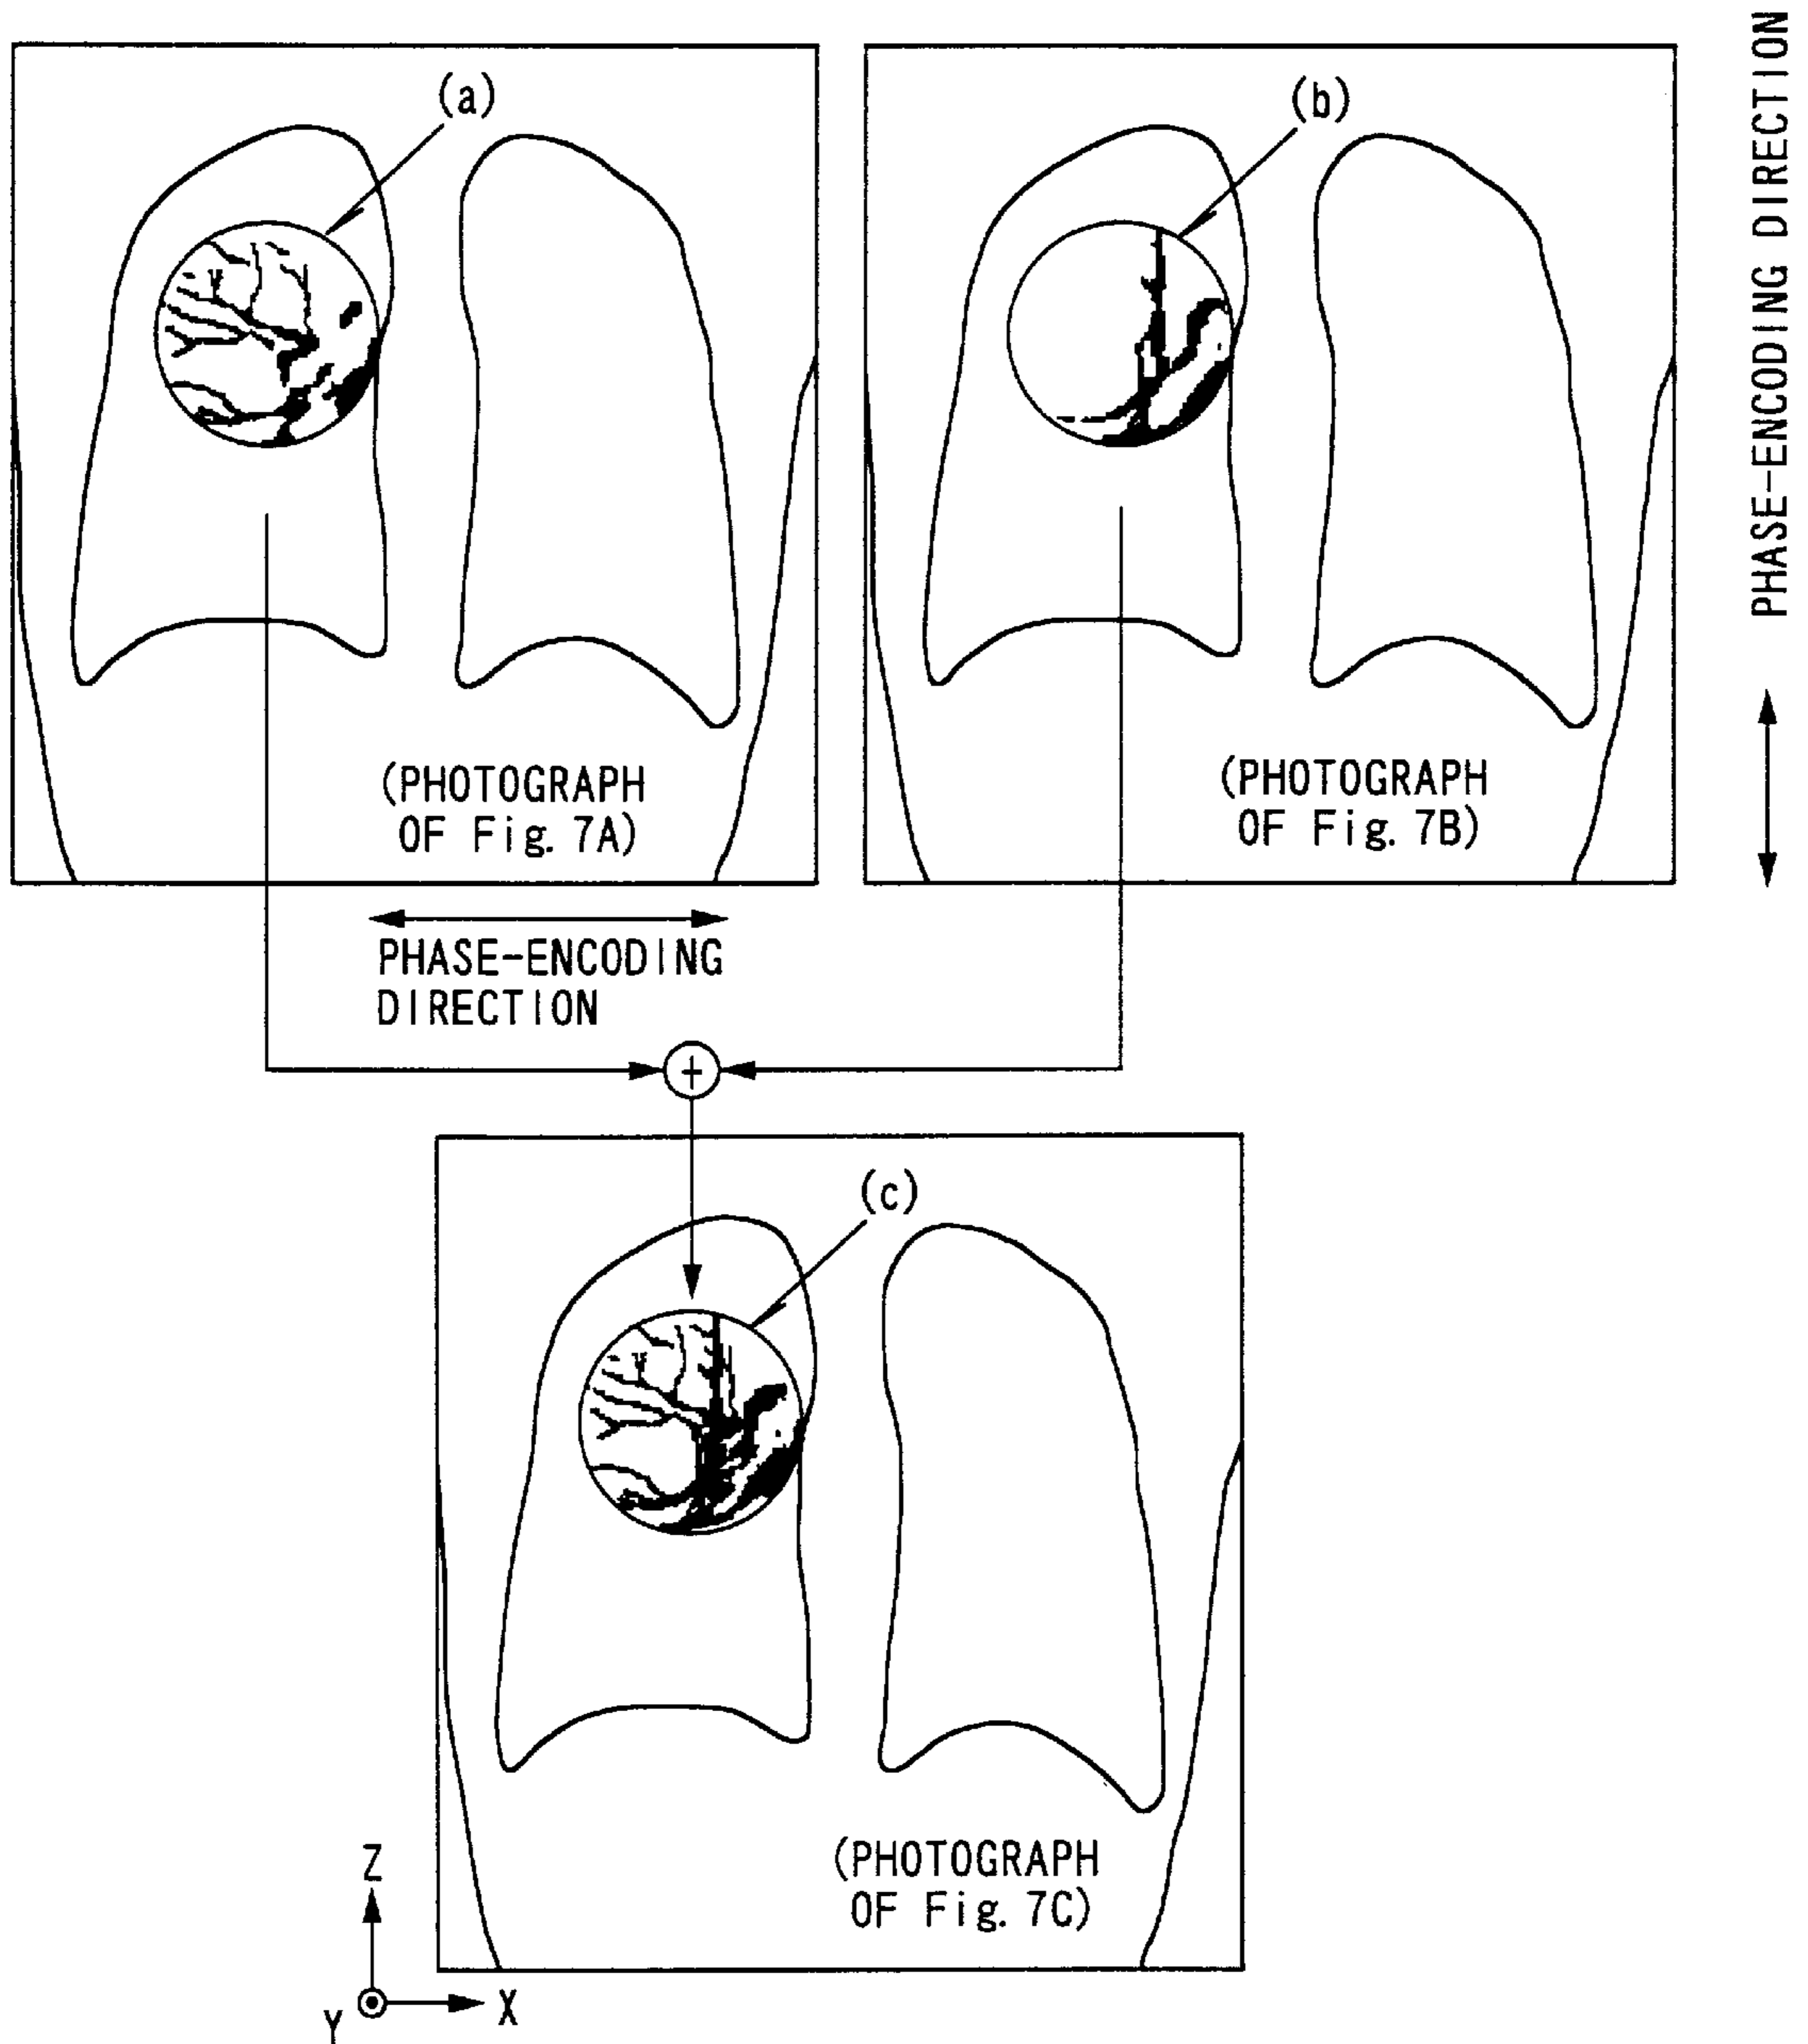 (a)
(b)
PHASE-ENCODING DIRECTION
(PHOTOGRAPH
OF Fig. 7A)
(PHOTOGRAPH
OF Fig. 7B)
PHASE-ENCODING
DIRECTION
+
(c)
(PHOTOGRAPH
OF Fig. 7C)
Z
X
Y